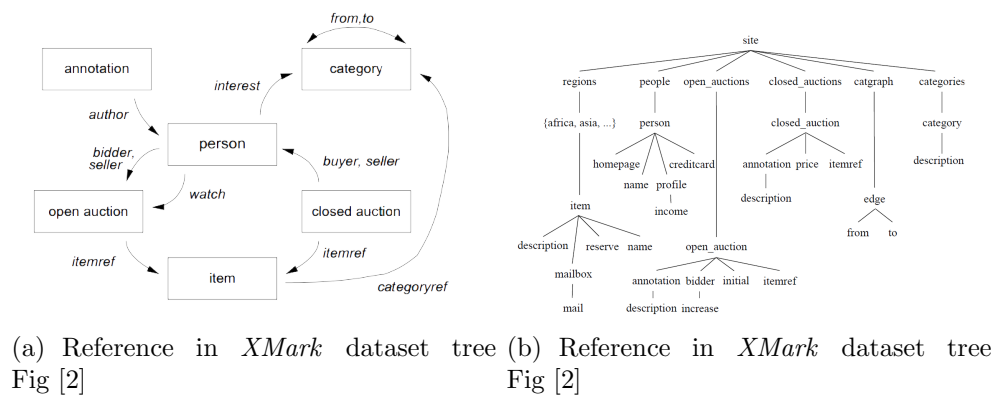 from,to
annotation
category
interest
author
person
bidder,
seller
buyer, seller
watch
open auction
closed auction
itemref
itemref
item
categoryref
(a) Reference in XMark dataset tree
Fig [2]
site
regions people open_auctions closed_auctions catgraph categories
{africa, asia, ...} person closed_auction category
homepage creditcard annotation price itemref description
name profile
description
item income edge
from to
description reserve name open_auction
mailbox annotation bidder initial itemref
mail description increase
(b) Reference in XMark dataset tree
Fig [2]